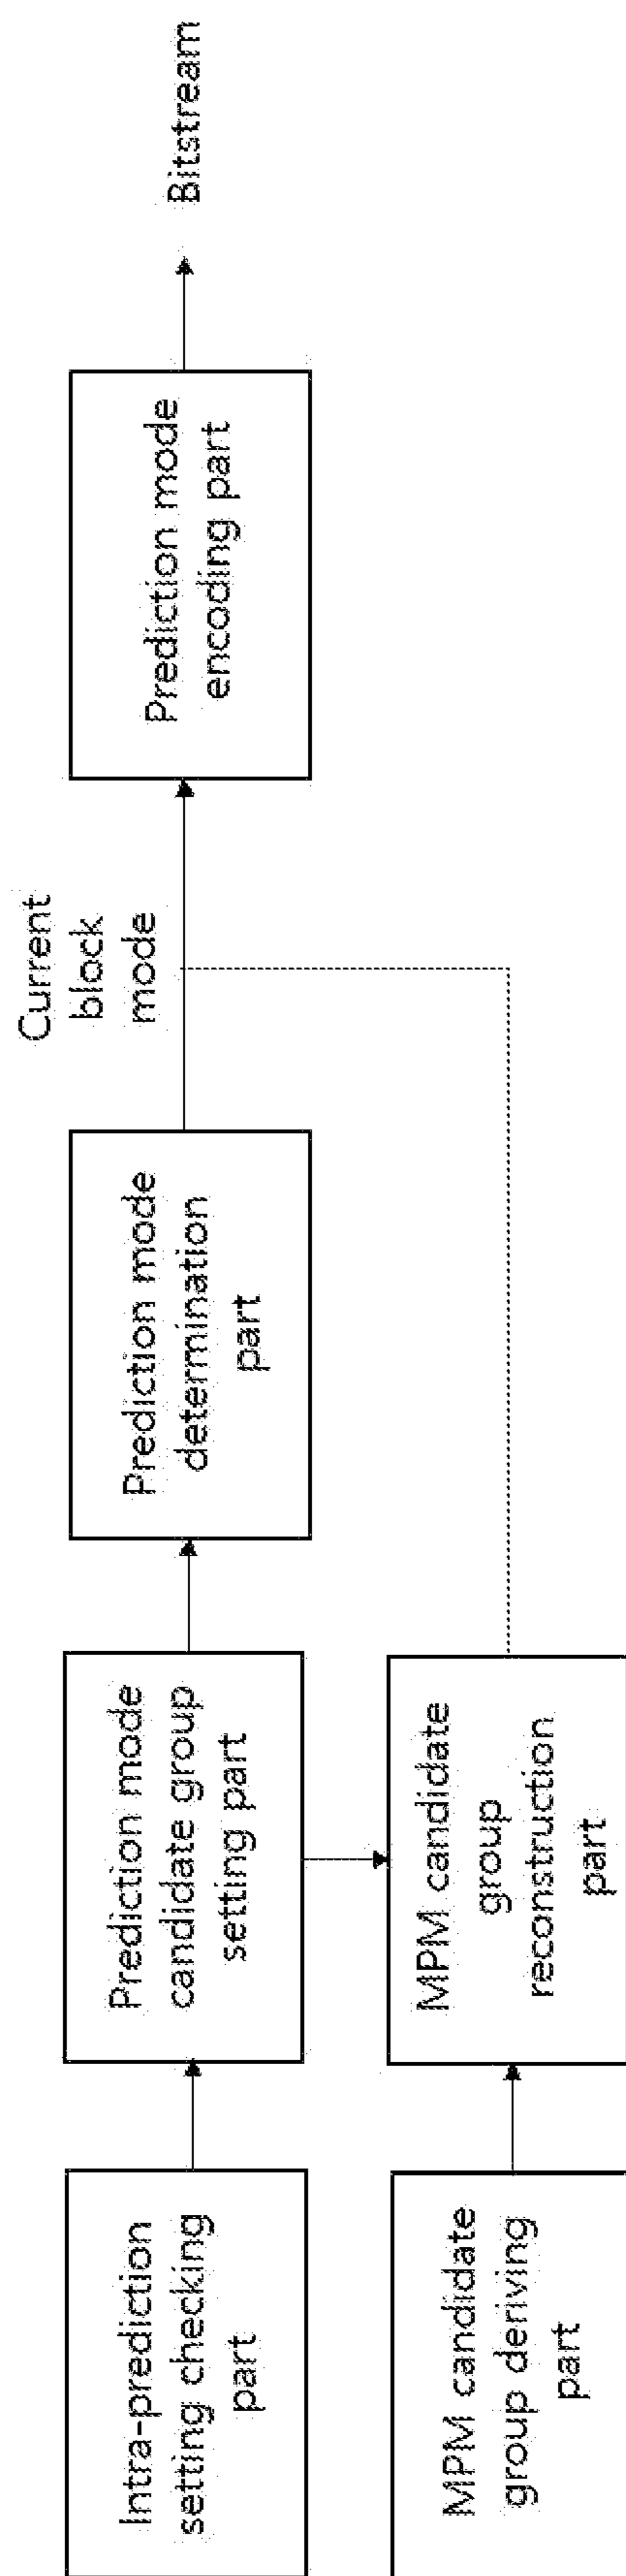 Intra-prediction
setting checking
part
Prediction mode
candidate group
setting part
Prediction mode
determination
part
Current
block
mode
Prediction mode
encoding part
Bitstream
MPM candidate
group deriving
part
MPM candidate
group
reconstruction
part